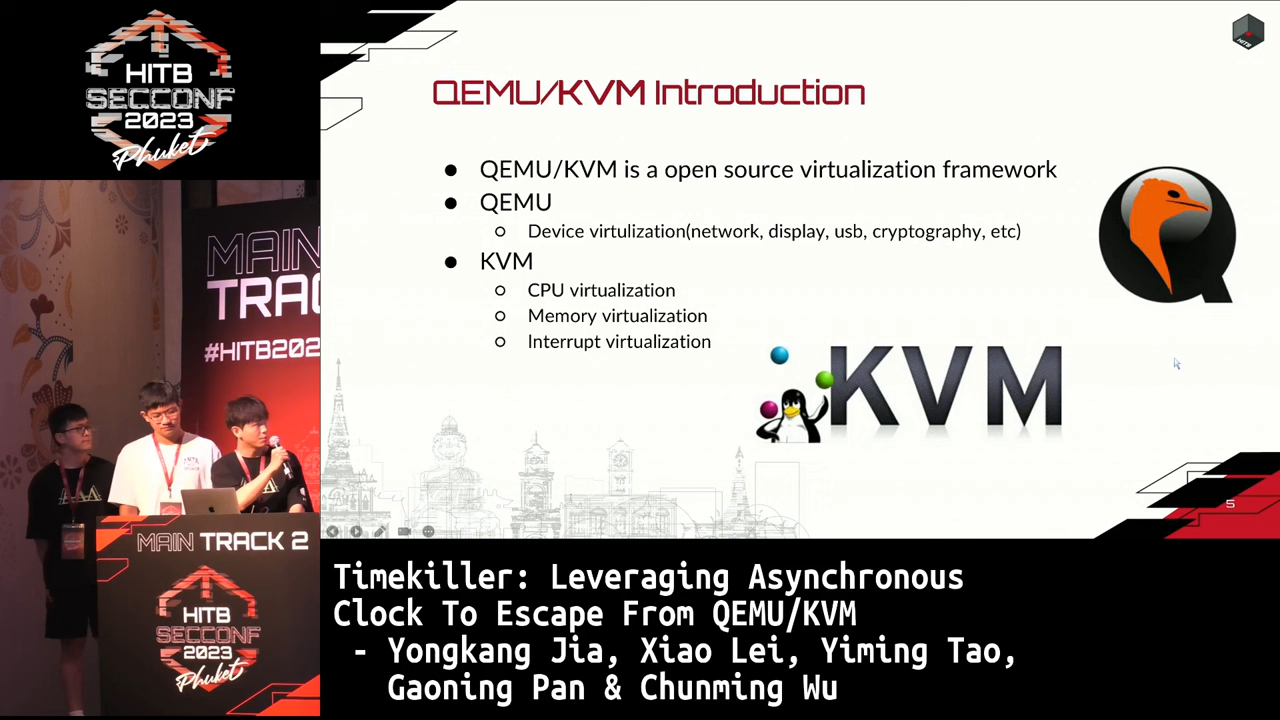 HITB
SECCONF
2023
Phuket
MAIN
TRAC
#HITB202
MAIN TRACK 2
HITB
SECCONF
2023
Phuket
HITB
QEMU/KVM Introduction
● QEMU/KVM is a open source virtualization framework
● QEMU
○ Device virtulization(network, display, usb, cryptography, etc)
● KVM
○ CPU virtualization
○ Memory virtualization
○ Interrupt virtualization
KVM
5
Timekiller: Leveraging Asynchronous
Clock To Escape From QEMU/KVM
- Yongkang Jia, Xiao Lei, Yiming Tao,
Gaoning Pan & Chunming Wu